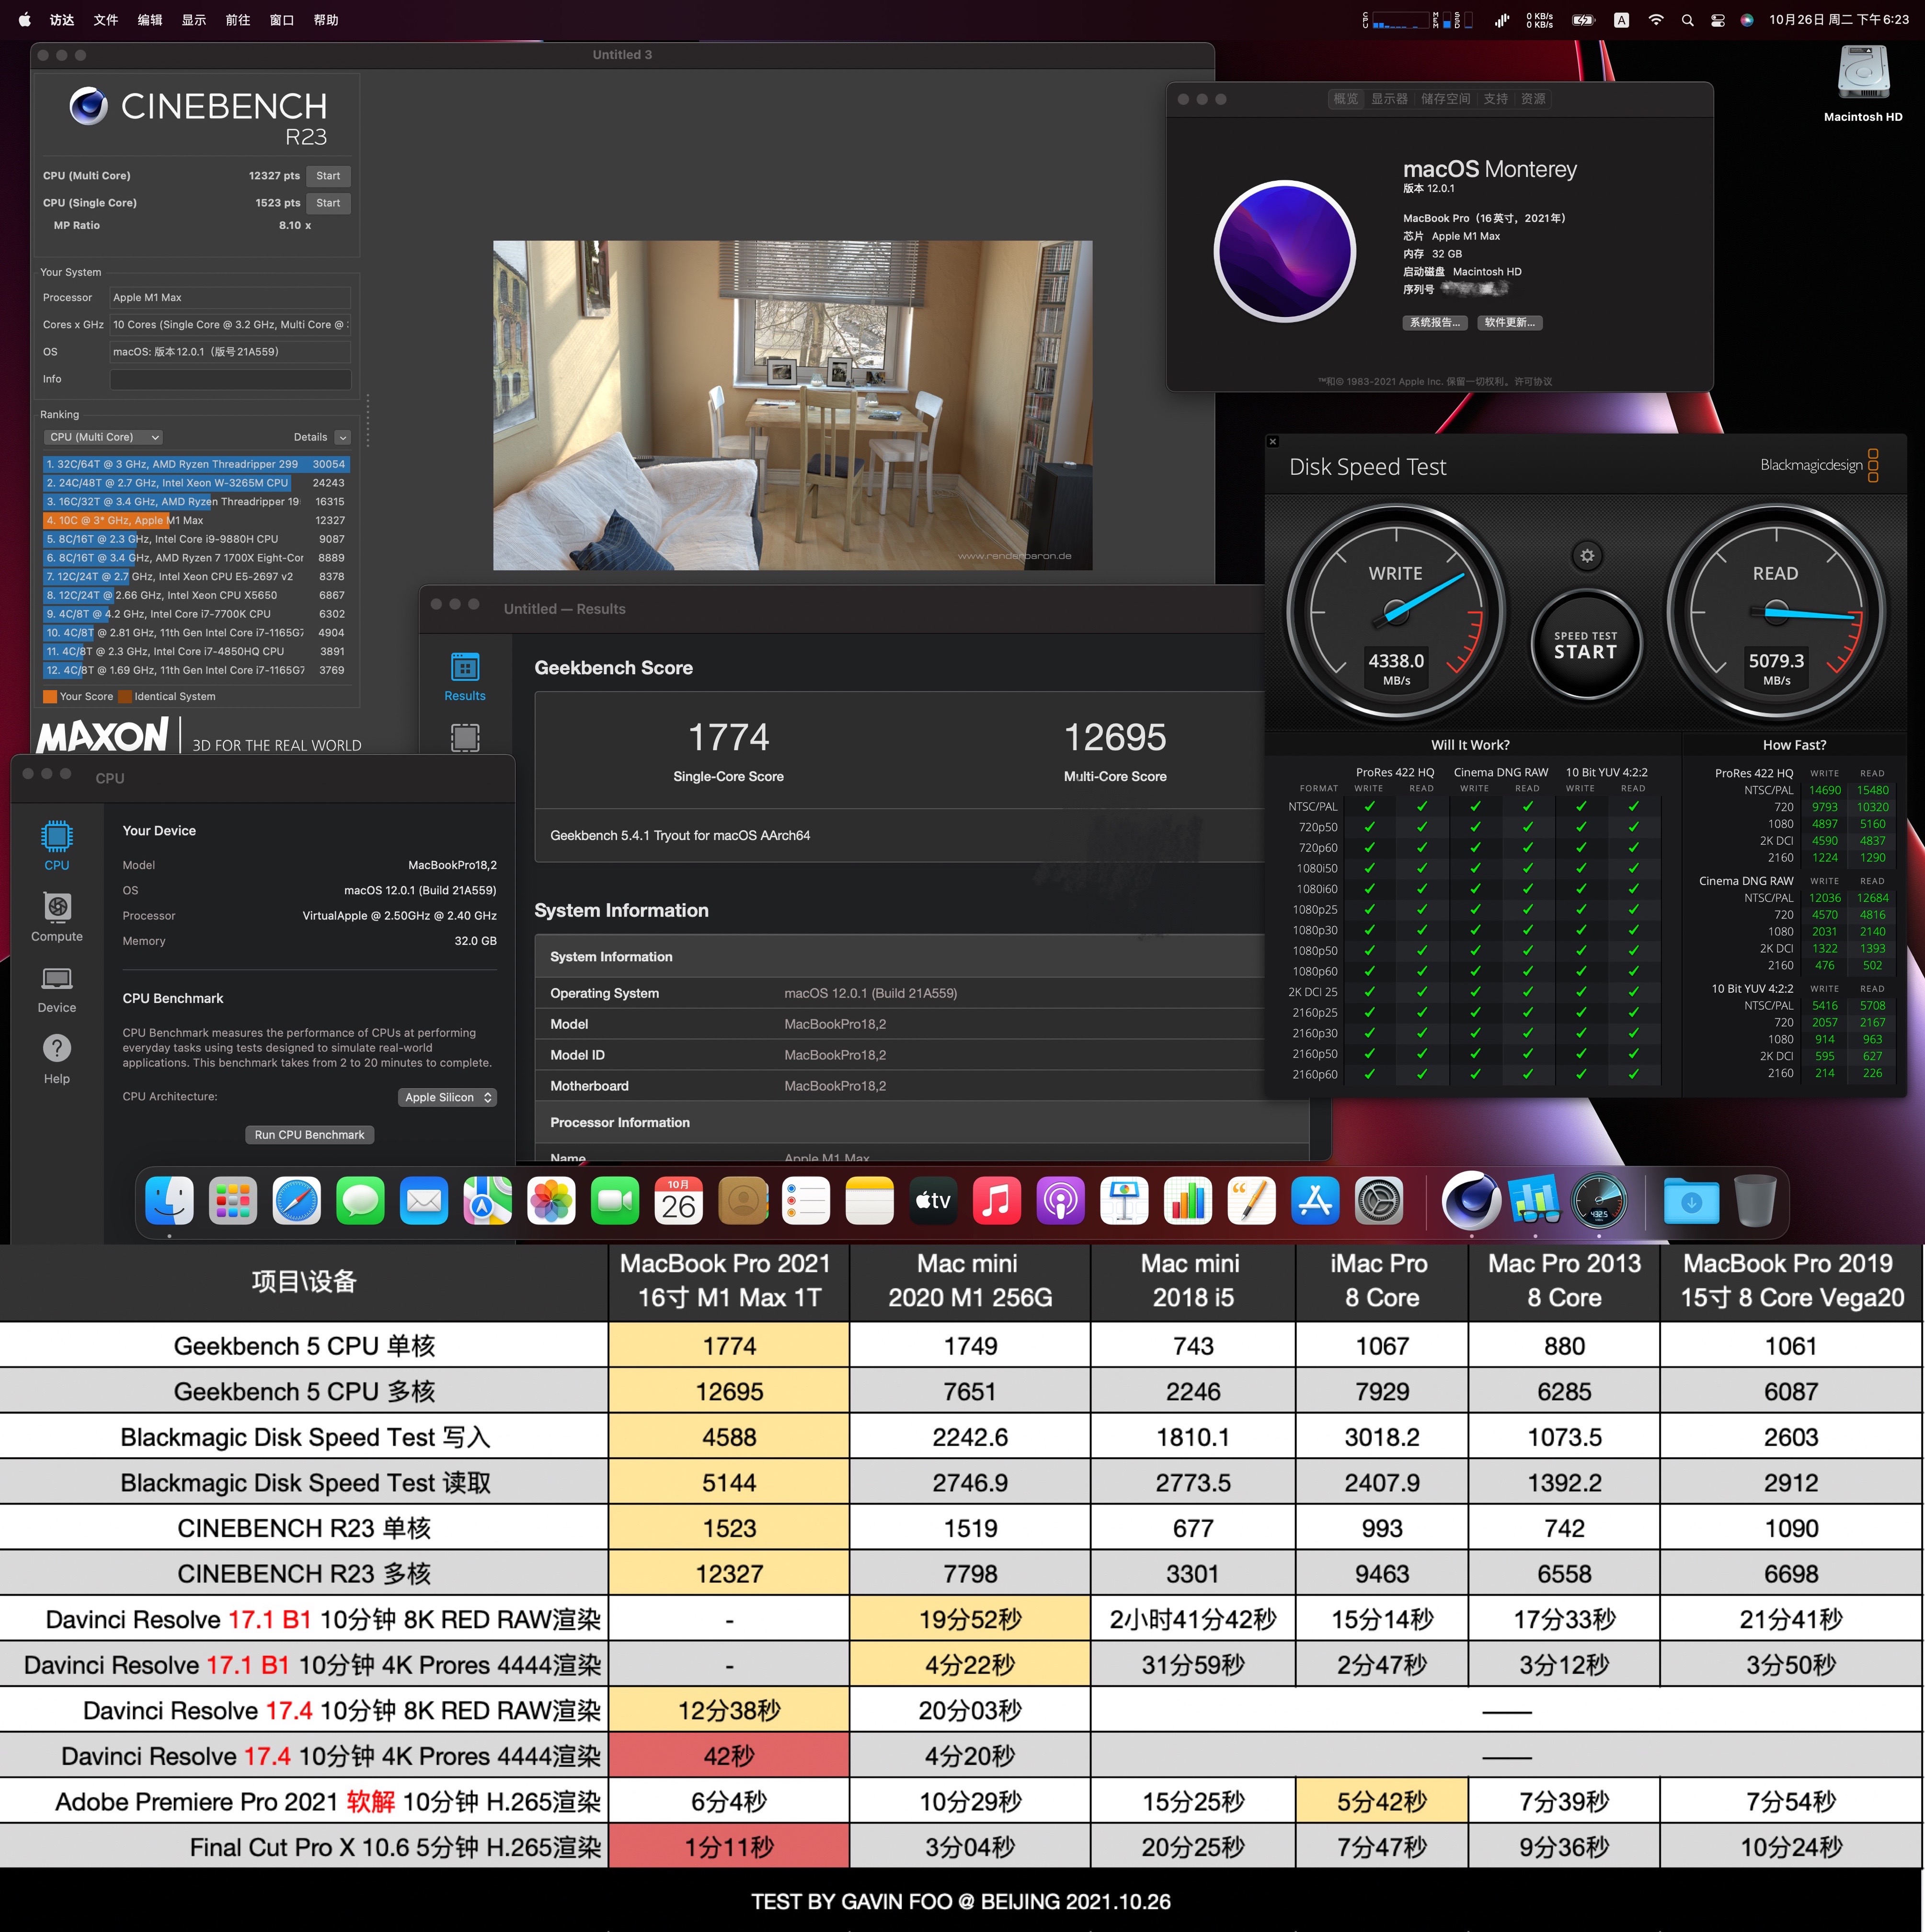 访达 文件 编辑 显示 前往 窗口 帮助
CPU MEM SSD 0 KB/s 0 KB/s A 10月26日 周二 下午6:23
Macintosh HD
Untitled 3
CINEBENCH
R23
CPU (Multi Core) 12327 pts Start
CPU (Single Core) 1523 pts Start
MP Ratio 8.10 x
Your System
Processor Apple M1 Max
Cores x GHz 10 Cores (Single Core @ 3.2 GHz, Multi Core @
OS macOS: 版本12.0.1（版号21A559）
Info
Ranking
CPU (Multi Core) Details
1. 32C/64T @ 3 GHz, AMD Ryzen Threadripper 299 30054
2. 24C/48T @ 2.7 GHz, Intel Xeon W-3265M CPU 24243
3. 16C/32T @ 3.4 GHz, AMD Ryzen Threadripper 19 16315
4. 10C @ 3* GHz, Apple M1 Max 12327
5. 8C/16T @ 2.3 GHz, Intel Core i9-9880H CPU 9087
6. 8C/16T @ 3.4 GHz, AMD Ryzen 7 1700X Eight-Cor 8889
7. 12C/24T @ 2.7 GHz, Intel Xeon CPU E5-2697 v2 8378
8. 12C/24T @ 2.66 GHz, Intel Xeon CPU X5650 6867
9. 4C/8T @ 4.2 GHz, Intel Core i7-7700K CPU 6302
10. 4C/8T @ 2.81 GHz, 11th Gen Intel Core i7-1165G7 4904
11. 4C/8T @ 2.3 GHz, Intel Core i7-4850HQ CPU 3891
12. 4C/8T @ 1.69 GHz, 11th Gen Intel Core i7-1165G7 3769
Your Score Identical System
MAXON 3D FOR THE REAL WORLD
www.renderbaron.de
概览 显示器 储存空间 支持 资源
macOS Monterey
版本 12.0.1
MacBook Pro（16英寸，2021年）
芯片 Apple M1 Max
内存 32 GB
启动磁盘 Macintosh HD
序列号
系统报告... 软件更新...
™和© 1983-2021 Apple Inc. 保留一切权利。许可协议
Untitled — Results
Results
Geekbench Score
1774 12695
Single-Core Score Multi-Core Score
Geekbench 5.4.1 Tryout for macOS AArch64
System Information
System Information
Operating System macOS 12.0.1 (Build 21A559)
Model MacBookPro18,2
Model ID MacBookPro18,2
Motherboard MacBookPro18,2
Processor Information
Name Apple M1 Max
CPU
CPU
Compute
Device
Help
Your Device
Model MacBookPro18,2
OS macOS 12.0.1 (Build 21A559)
Processor VirtualApple @ 2.50GHz @ 2.40 GHz
Memory 32.0 GB
CPU Benchmark
CPU Benchmark measures the performance of CPUs at performing
everyday tasks using tests designed to simulate real-world
applications. This benchmark takes from 2 to 20 minutes to complete.
CPU Architecture: Apple Silicon
Run CPU Benchmark
Disk Speed Test Blackmagicdesign
WRITE READ
4338.0 MB/s
SPEED TEST
START
5079.3 MB/s
Will It Work?
ProRes 422 HQ Cinema DNG RAW 10 Bit YUV 4:2:2
FORMAT WRITE READ WRITE READ WRITE READ
NTSC/PAL ✓ ✓ ✓ ✓ ✓ ✓
720p50 ✓ ✓ ✓ ✓ ✓ ✓
720p60 ✓ ✓ ✓ ✓ ✓ ✓
1080i50 ✓ ✓ ✓ ✓ ✓ ✓
1080i60 ✓ ✓ ✓ ✓ ✓ ✓
1080p25 ✓ ✓ ✓ ✓ ✓ ✓
1080p30 ✓ ✓ ✓ ✓ ✓ ✓
1080p50 ✓ ✓ ✓ ✓ ✓ ✓
1080p60 ✓ ✓ ✓ ✓ ✓ ✓
2K DCI 25 ✓ ✓ ✓ ✓ ✓ ✓
2160p25 ✓ ✓ ✓ ✓ ✓ ✓
2160p30 ✓ ✓ ✓ ✓ ✓ ✓
2160p50 ✓ ✓ ✓ ✓ ✓ ✓
2160p60 ✓ ✓ ✓ ✓ ✓ ✓
How Fast?
ProRes 422 HQ WRITE READ
NTSC/PAL 14690 15480
720 9793 10320
1080 4897 5160
2K DCI 4590 4837
2160 1224 1290
Cinema DNG RAW WRITE READ
NTSC/PAL 12036 12684
720 4570 4816
1080 2031 2140
2K DCI 1322 1393
2160 476 502
10 Bit YUV 4:2:2 WRITE READ
NTSC/PAL 5416 5708
720 2057 2167
1080 914 963
2K DCI 595 627
2160 214 226
10月
26
tv
432.5
项目\设备 MacBook Pro 2021 16寸 M1 Max 1T Mac mini 2020 M1 256G Mac mini 2018 i5 iMac Pro 8 Core Mac Pro 2013 8 Core MacBook Pro 2019 15寸 8 Core Vega20
Geekbench 5 CPU 单核 1774 1749 743 1067 880 1061
Geekbench 5 CPU 多核 12695 7651 2246 7929 6285 6087
Blackmagic Disk Speed Test 写入 4588 2242.6 1810.1 3018.2 1073.5 2603
Blackmagic Disk Speed Test 读取 5144 2746.9 2773.5 2407.9 1392.2 2912
CINEBENCH R23 单核 1523 1519 677 993 742 1090
CINEBENCH R23 多核 12327 7798 3301 9463 6558 6698
Davinci Resolve 17.1 B1 10分钟 8K RED RAW渲染 - 19分52秒 2小时41分42秒 15分14秒 17分33秒 21分41秒
Davinci Resolve 17.1 B1 10分钟 4K Prores 4444渲染 - 4分22秒 31分59秒 2分47秒 3分12秒 3分50秒
Davinci Resolve 17.4 10分钟 8K RED RAW渲染 12分38秒 20分03秒 ——
Davinci Resolve 17.4 10分钟 4K Prores 4444渲染 42秒 4分20秒 ——
Adobe Premiere Pro 2021 软解 10分钟 H.265渲染 6分4秒 10分29秒 15分25秒 5分42秒 7分39秒 7分54秒
Final Cut Pro X 10.6 5分钟 H.265渲染 1分11秒 3分04秒 20分25秒 7分47秒 9分36秒 10分24秒
TEST BY GAVIN FOO @ BEIJING 2021.10.26